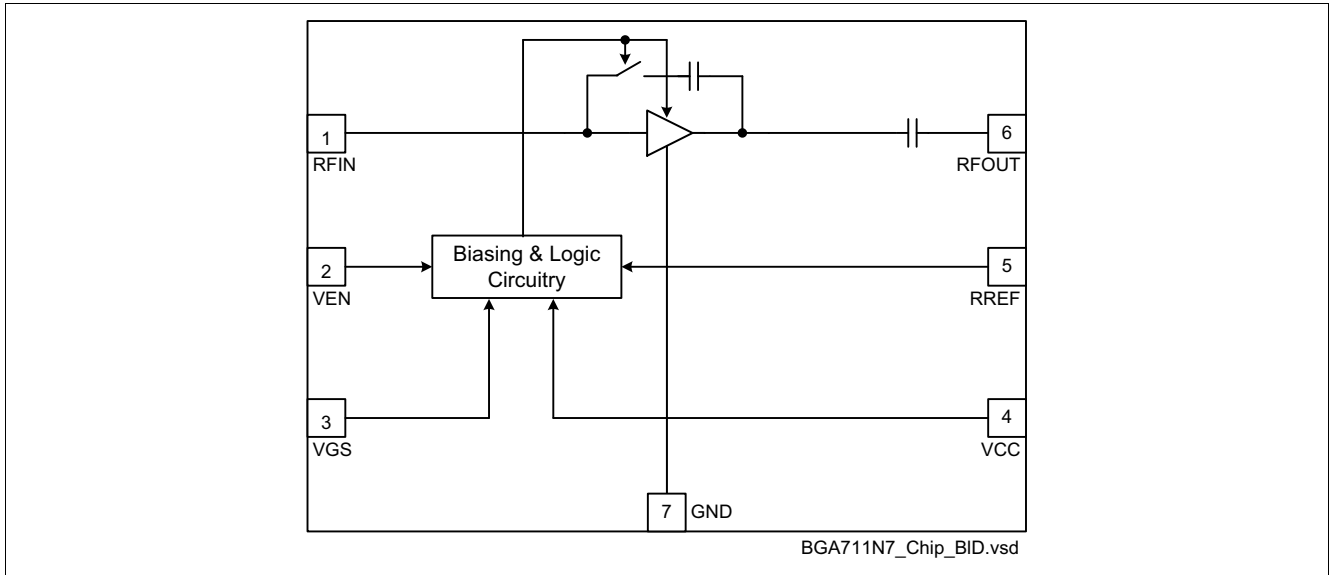 1
RFIN
6
RFOUT
Biasing & Logic
Circuitry
2
VEN
5
RREF
3
VGS
4
VCC
7 GND
BGA711N7_Chip_BID.vsd